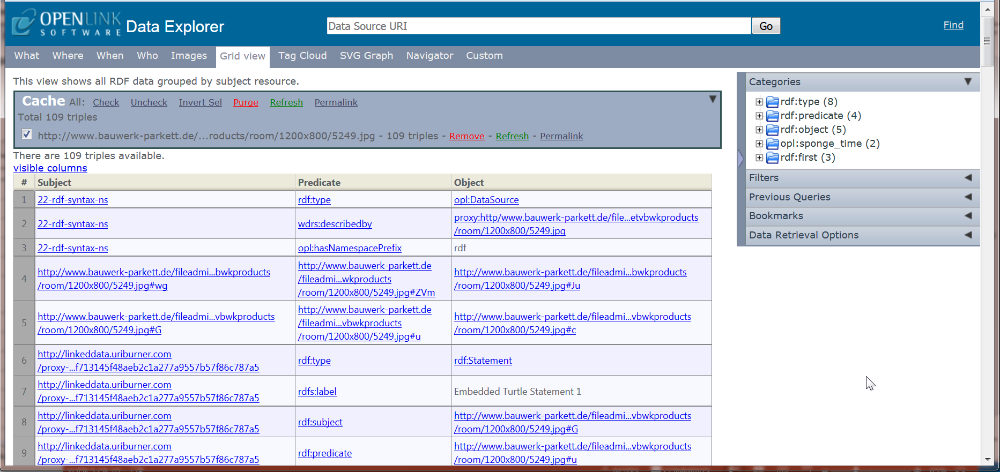 OPENLINK
SOFTWARE
Data Explorer
Data Source URI
Go
Find
What Where When Who Images Grid view Tag Cloud SVG Graph Navigator Custom
This view shows all RDF data grouped by subject resource.
Cache All: Check Uncheck Invert Sel Purge Refresh Permalink
Total 109 triples
http://www.bauwerk-parkett.de/...roducts/room/1200x800/5249.jpg - 109 triples - Remove - Refresh - Permalink
There are 109 triples available.
visible columns
# Subject Predicate Object
1 22-rdf-syntax-ns rdf:type opl:DataSource
2 22-rdf-syntax-ns wdrs:describedby proxy:http/www.bauwerk-parkett.de/file...etvbwkproducts
/room/1200x800/5249.jpg
3 22-rdf-syntax-ns opl:hasNamespacePrefix rdf
4
http://www.bauwerk-parkett.de/fileadmi...bwkproducts
/room/1200x800/5249.jpg#wg
http://www.bauwerk-parkett.de
/fileadmi...wkproducts
/room/1200x800/5249.jpg#ZVm
http://www.bauwerk-parkett.de/fileadmi...bwkproducts
/room/1200x800/5249.jpg#Ju
5
http://www.bauwerk-parkett.de/fileadmi...vbwkproducts
/room/1200x800/5249.jpg#G
http://www.bauwerk-parkett.de
/fileadmi...vbwkproducts
/room/1200x800/5249.jpg#u
http://www.bauwerk-parkett.de/fileadmi...vbwkproducts
/room/1200x800/5249.jpg#c
6
http://linkeddata.uriburner.com
/proxy-...f713145f48aeb2c1a277a9557b57f86c787a5
rdf:type
rdf:Statement
7
http://linkeddata.uriburner.com
/proxy-...f713145f48aeb2c1a277a9557b57f86c787a5
rdfs:label
Embedded Turtle Statement 1
8
http://linkeddata.uriburner.com
/proxy-...f713145f48aeb2c1a277a9557b57f86c787a5
rdf:subject
http://www.bauwerk-parkett.de/fileadmi...vbwkproducts
/room/1200x800/5249.jpg#G
9
http://linkeddata.uriburner.com
/proxy-...f713145f48aeb2c1a277a9557b57f86c787a5
rdf:predicate
http://www.bauwerk-parkett.de/fileadmi...vbwkproducts
/room/1200x800/5249.jpg#u
Categories
rdf:type (8)
rdf:predicate (4)
rdf:object (5)
opl:sponge_time (2)
rdf:first (3)
Filters
Previous Queries
Bookmarks
Data Retrieval Options